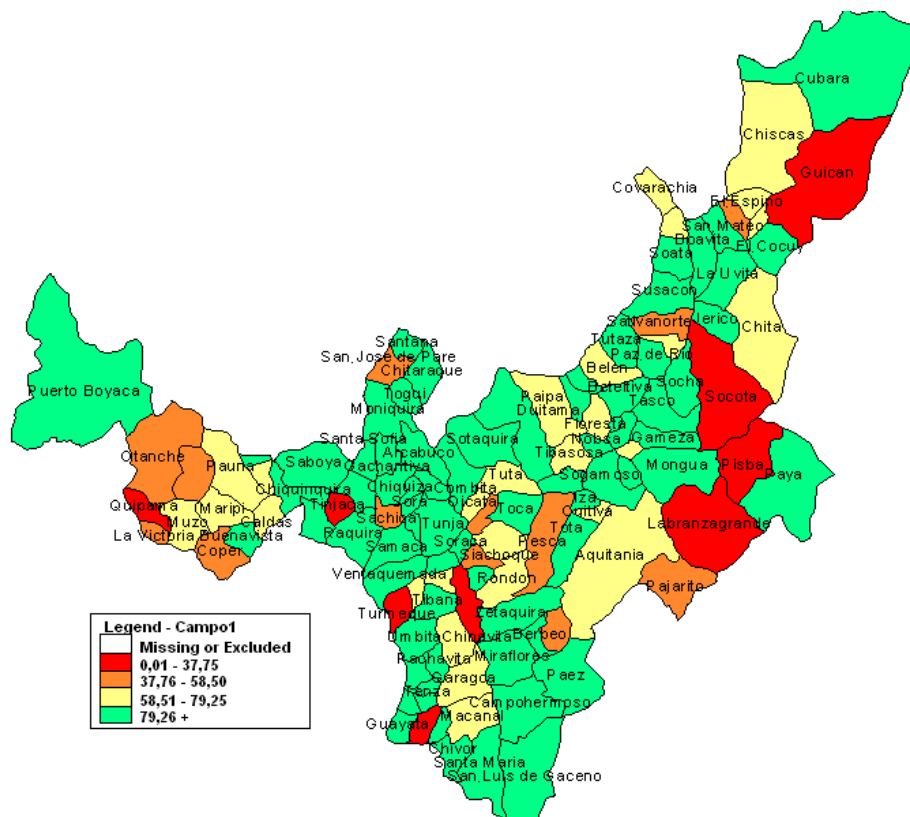 Cubara
Chiscas
Guican
Covarachia
El Espino
San Mateo
Boavita
El Cocuy
Soata
La Uvita
Susacon
Jerico
Chita
Sativanorte
Tutaza
Santana
San Jose de Pare
Chitaraque
Paz de Rio
Belen
Puerto Boyaca
Togui
Moniquira
Socha
Socota
Beteitiva
Tasco
Paipa
Duitama
Floresta
Nobsa
Gameza
Santa Sofia
Arcabuco
Sotaquira
Tibasosa
Otanche
Pauna
Saboya
Gachantiva
Sogamoso
Mongua
Pisba
Paya
Chiquinquira
Chiquiza
Combita
Tuta
Iza
Quipama
Maripi
Tinjaca
Sora
Oicata
Toca
Cuitiva
Muzo
Caldas
Sachica
Tunja
Tota
Labranzagrande
La Victoria
Buenavista
Raquira
Samaca
Soraca
Siachoque
Pesca
Aquitania
Coper
Ventaquemada
Rondon
Pajarito
Turmeque
Tibana
Zetaquira
Umbita
Chinavita
Berbeo
Pachavita
Miraflores
Garagoa
Paez
Tenza
Campohermoso
Guayata
Macanal
Chivor
Santa Maria
San Luis de Gaceno
Legend - Campo1
Missing or Excluded
0,01 - 37,75
37,76 - 58,50
58,51 - 79,25
79,26 +